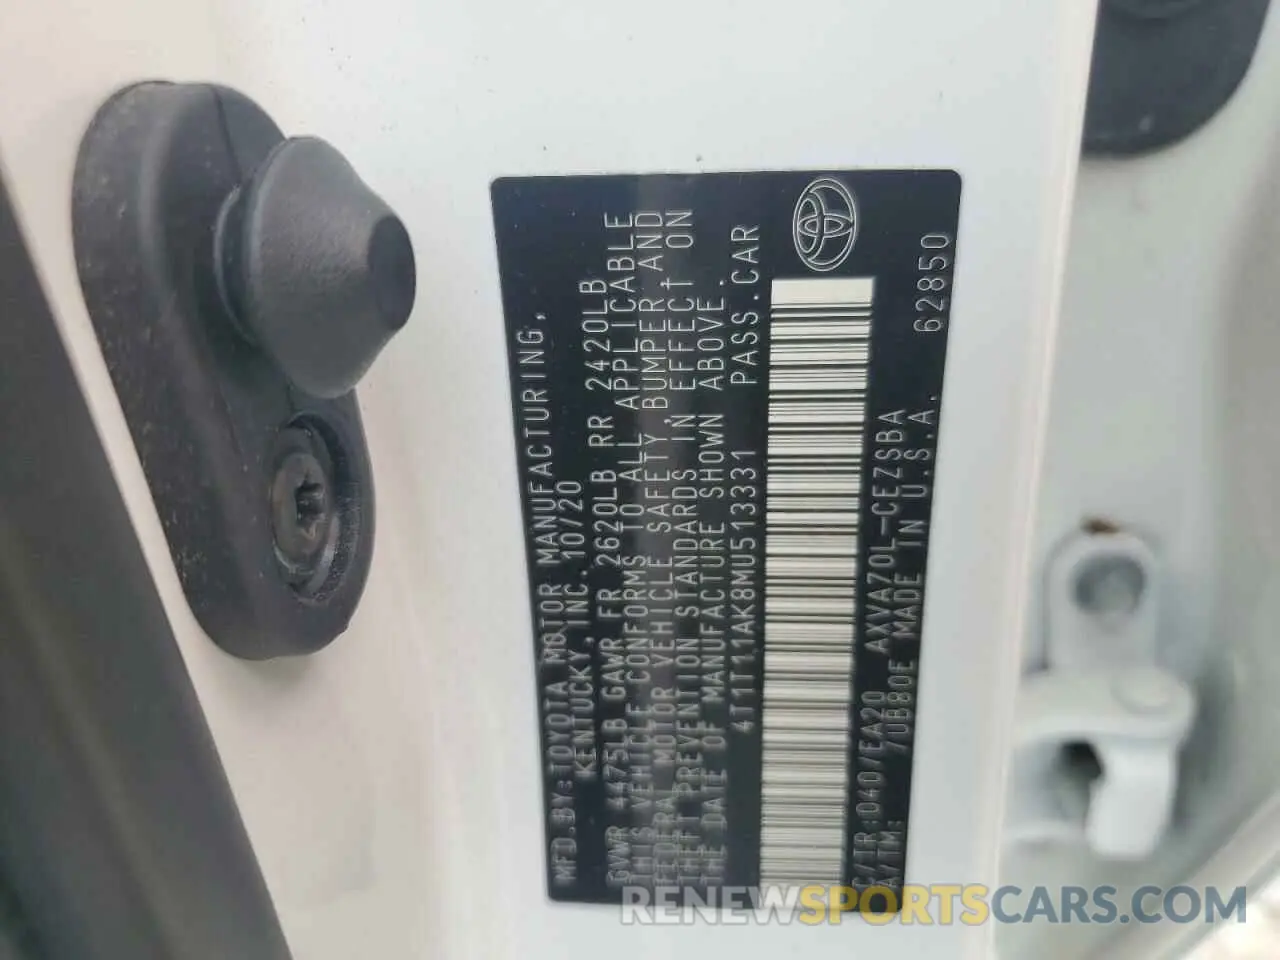 MFD.BY:TOYOTA MOTOR MANUFACTURING,
KENTUCKY,INC.10/20
GVWR 4475LB GAWR FR 2620LB RR 2420LB
THIS VEHICLE CONFORMS TO ALL APPLICABLE
FEDERAL MOTOR VEHICLE SAFETY,BUMPER,AND
THEFT PREVENTION STANDARDS IN EFFECT ON
THE DATE OF MANUFACTURE SHOWN ABOVE.
4T1T11AK8MU513331 PASS.CAR
C/TR:040/EA20 AXVA70L-CEZSBA
A/TM: /UB80E MADE IN U.S.A. 62850
RENEWSPORTSCARS.COM